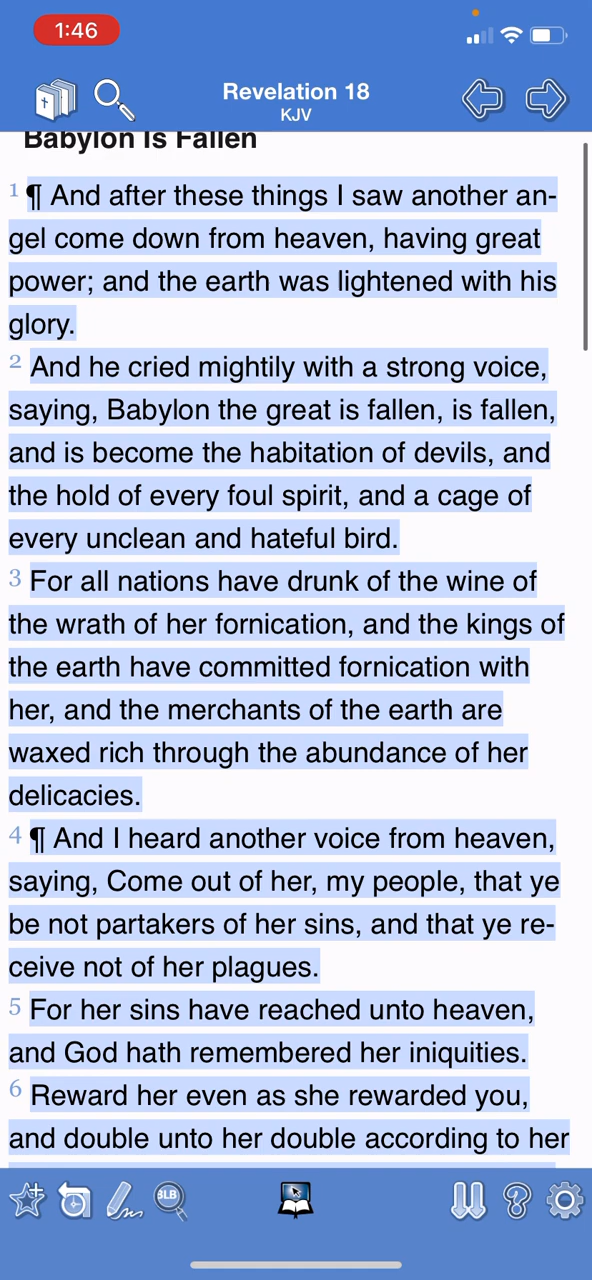 1:46
Revelation 18
KJV
Babylon Is Fallen
1 ¶ And after these things I saw another an-
gel come down from heaven, having great
power; and the earth was lightened with his
glory.
2 And he cried mightily with a strong voice,
saying, Babylon the great is fallen, is fallen,
and is become the habitation of devils, and
the hold of every foul spirit, and a cage of
every unclean and hateful bird.
3 For all nations have drunk of the wine of
the wrath of her fornication, and the kings of
the earth have committed fornication with
her, and the merchants of the earth are
waxed rich through the abundance of her
delicacies.
4 ¶ And I heard another voice from heaven,
saying, Come out of her, my people, that ye
be not partakers of her sins, and that ye re-
ceive not of her plagues.
5 For her sins have reached unto heaven,
and God hath remembered her iniquities.
6 Reward her even as she rewarded you,
and double unto her double according to her
BLB